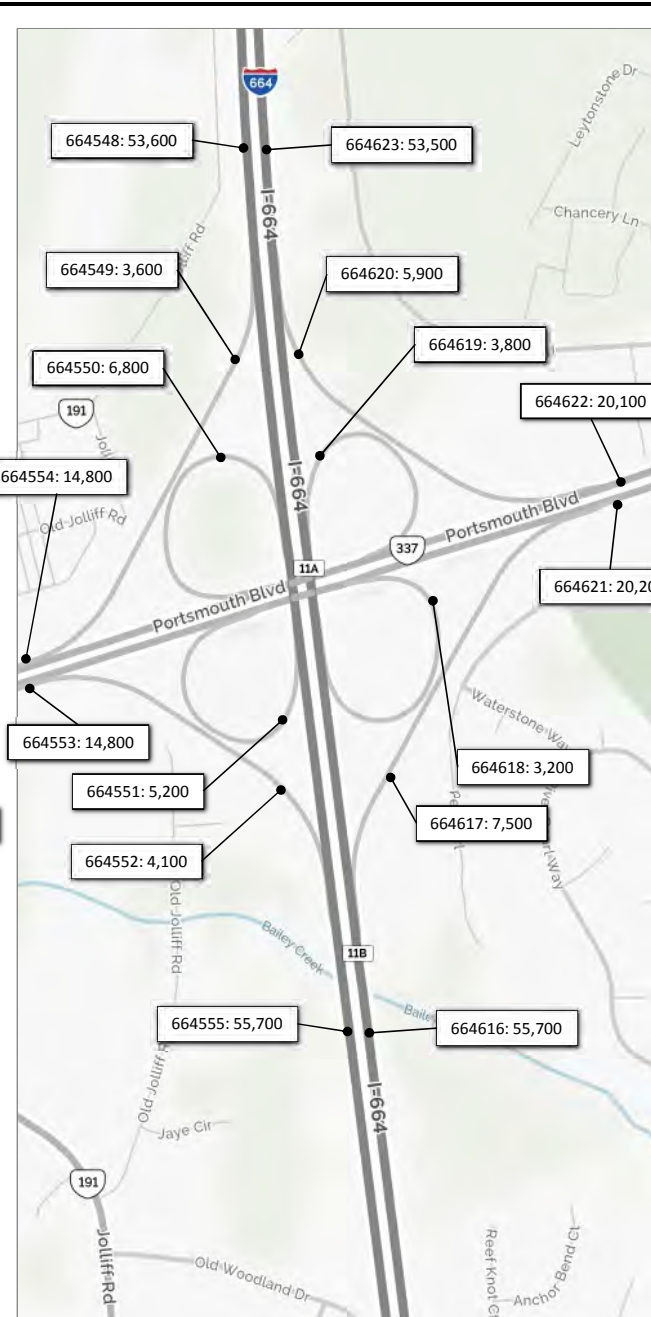 664
664548: 53,600
664623: 53,500
Leytonstone Dr
I-664
Chancery Ln
664549: 3,600
664620: 5,900
664550: 6,800
664619: 3,800
191
664622: 20,100
664554: 14,800
I-664
Old Jolliff Rd
Portsmouth Blvd
337
11A
Portsmouth Blvd
664621: 20,20
664553: 14,800
Waterstone Way
664551: 5,200
664618: 3,200
664552: 4,100
664617: 7,500
Old Jolliff Rd
Bailey Creek
11B
664555: 55,700
664616: 55,700
I-664
Jaye Cir
191
Jolliff Rd
Old Woodland Dr
Anchor Bend Ct